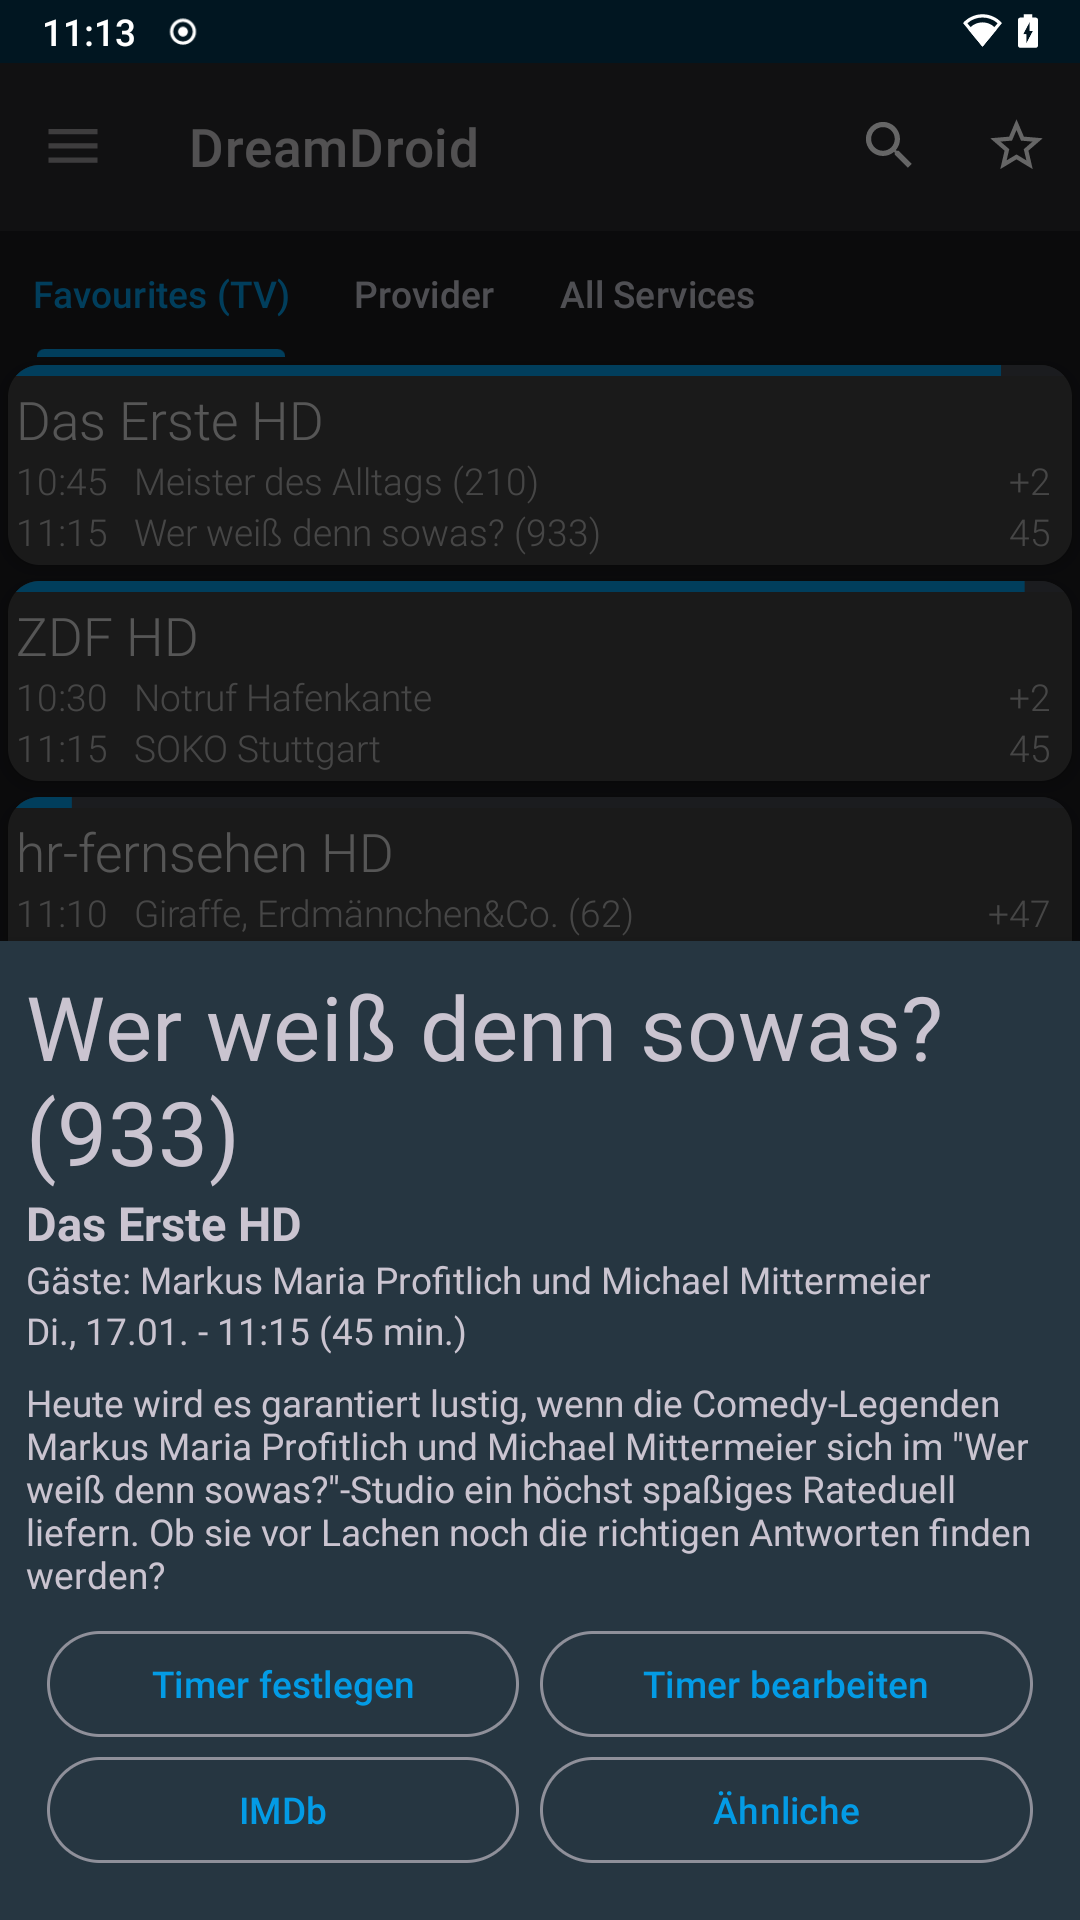 11:13
DreamDroid
Favourites (TV) Provider All Services
Das Erste HD
10:45 Meister des Alltags (210) +2
11:15 Wer weiß denn sowas? (933) 45
ZDF HD
10:30 Notruf Hafenkante +2
11:15 SOKO Stuttgart 45
hr-fernsehen HD
11:10 Giraffe, Erdmännchen&Co. (62) +47
Wer weiß denn sowas?
(933)
Das Erste HD
Gäste: Markus Maria Profitlich und Michael Mittermeier
Di., 17.01. - 11:15 (45 min.)
Heute wird es garantiert lustig, wenn die Comedy-Legenden
Markus Maria Profitlich und Michael Mittermeier sich im "Wer
weiß denn sowas?"-Studio ein höchst spaßiges Rateduell
liefern. Ob sie vor Lachen noch die richtigen Antworten finden
werden?
Timer festlegen Timer bearbeiten
IMDb Ähnliche